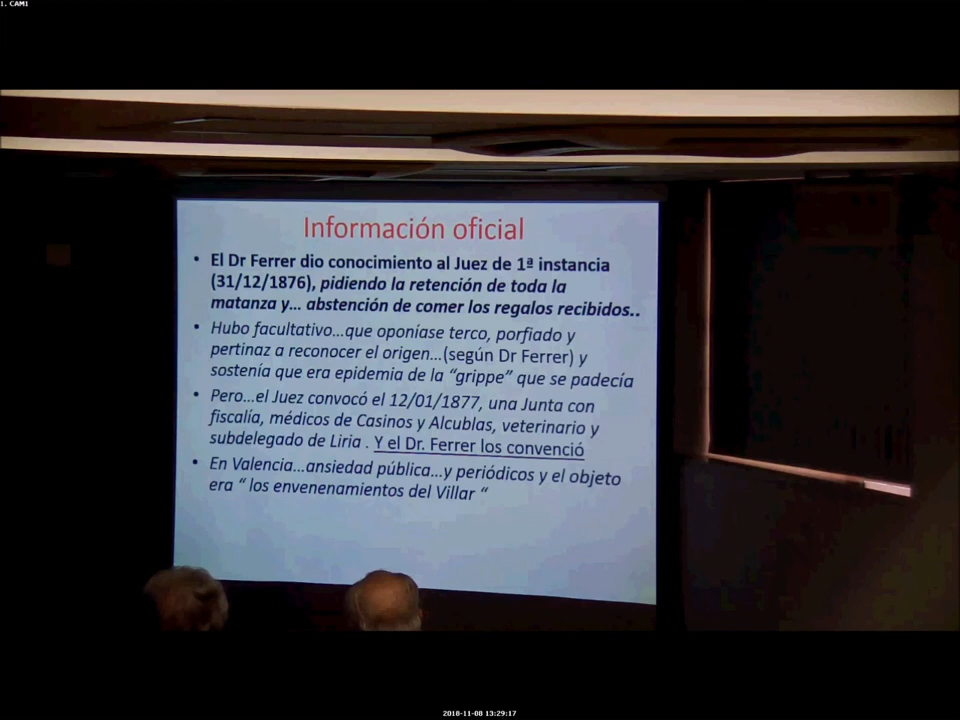 1. CAM1
Información oficial
• El Dr Ferrer dio conocimiento al Juez de 1ª instancia
(31/12/1876), pidiendo la retención de toda la
matanza y... abstención de comer los regalos recibidos..
• Hubo facultativo...que oponíase terco, porfiado y
pertinaz a reconocer el origen...(según Dr Ferrer) y
sostenía que era epidemia de la “grippe” que se padecía
• Pero...el Juez convocó el 12/01/1877, una Junta con
fiscalía, médicos de Casinos y Alcublas, veterinario y
subdelegado de Liria . Y el Dr. Ferrer los convenció
• En Valencia...ansiedad pública...y periódicos y el objeto
era “ los envenenamientos del Villar “
2018-11-08 13:29:17